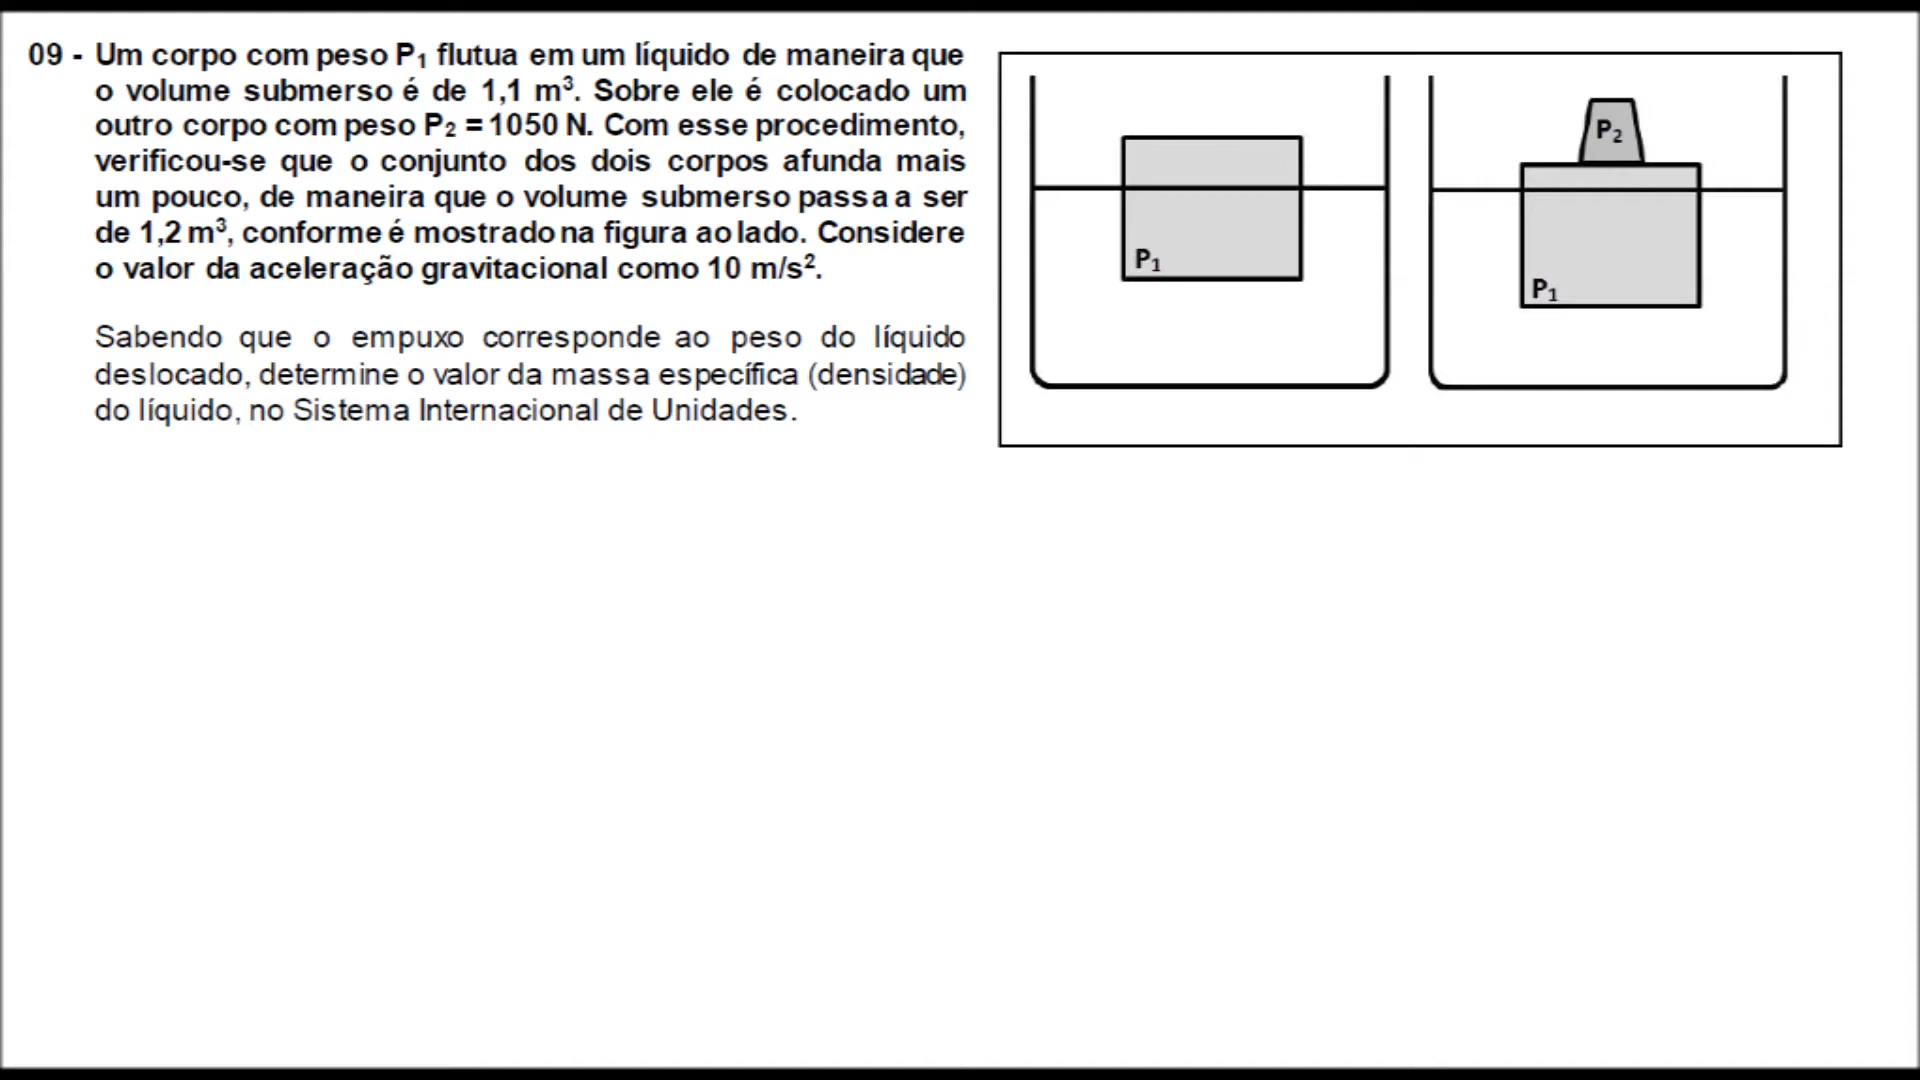 09 - Um corpo com peso P₁ flutua em um líquido de maneira que
o volume submerso é de 1,1 m³. Sobre ele é colocado um
outro corpo com peso P₂ = 1050 N. Com esse procedimento,
verificou-se que o conjunto dos dois corpos afunda mais
um pouco, de maneira que o volume submerso passa a ser
de 1,2 m³, conforme é mostrado na figura ao lado. Considere
o valor da aceleração gravitacional como 10 m/s².
Sabendo que o empuxo corresponde ao peso do líquido
deslocado, determine o valor da massa específica (densidade)
do líquido, no Sistema Internacional de Unidades.
P₁
P₂
P₁